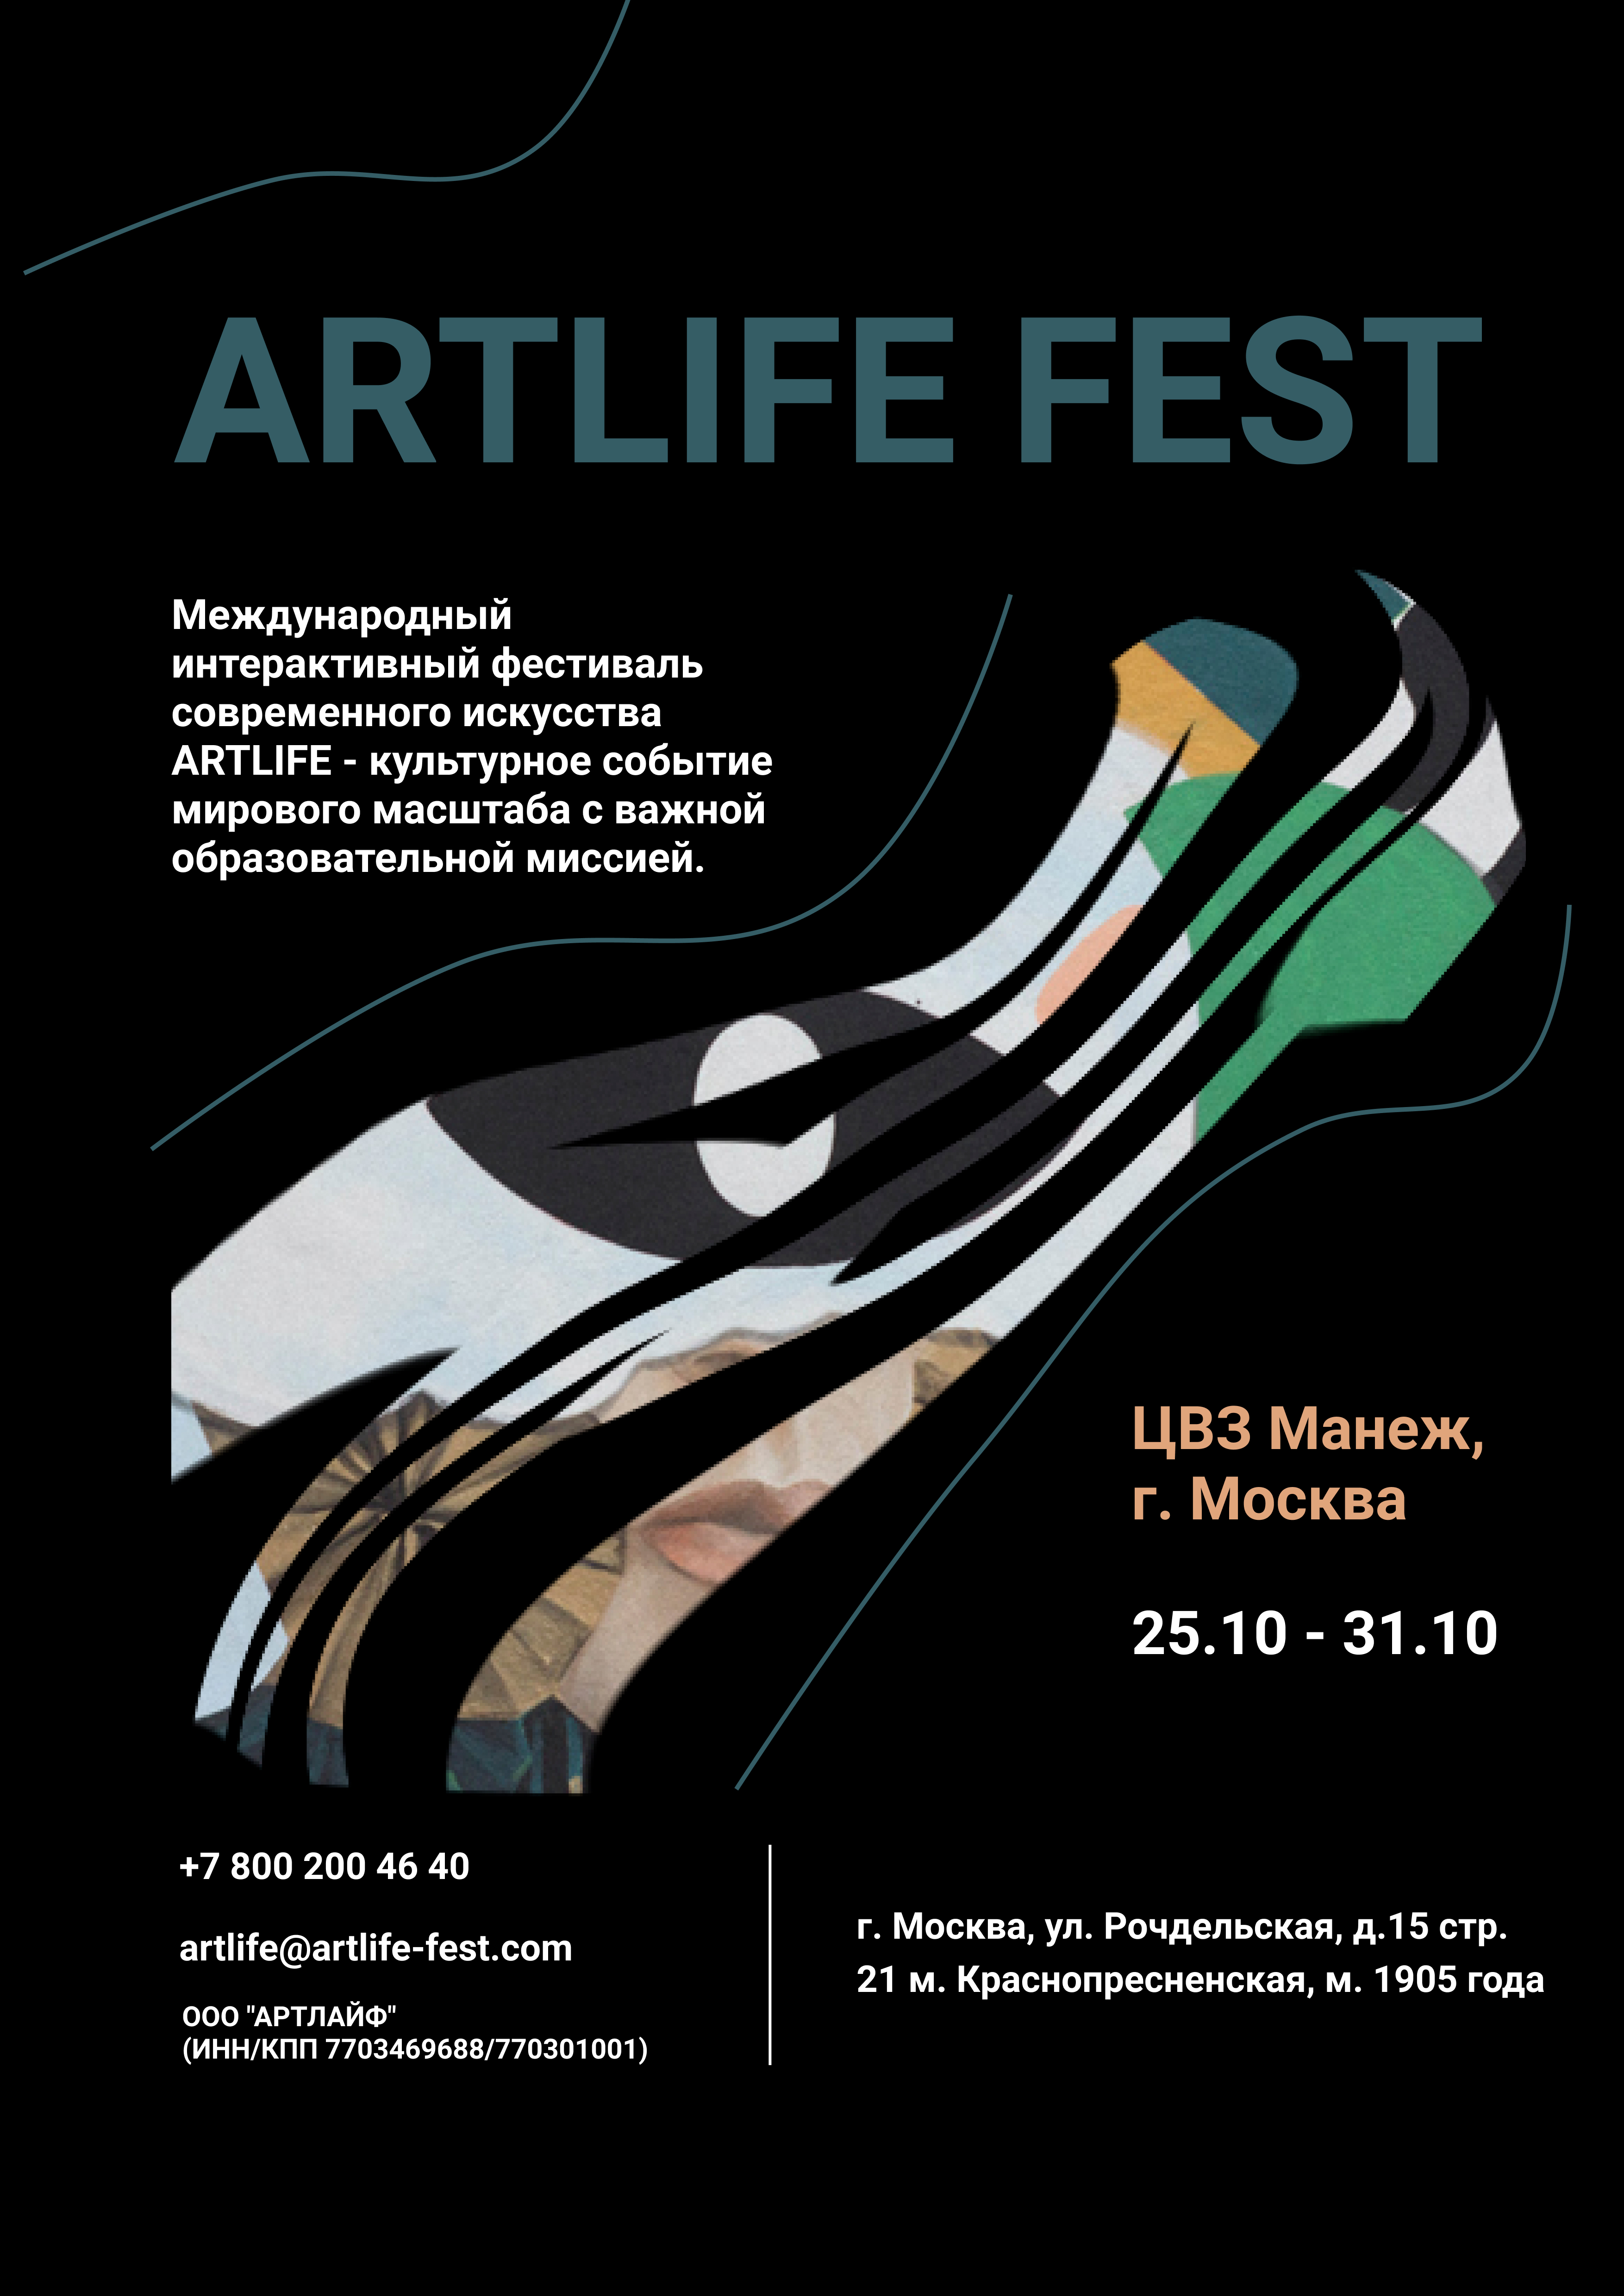 ARTLIFE FEST
Международный
интерактивный фестиваль
современного искусства
ARTLIFE - культурное событие
мирового масштаба с важной
образовательной миссией.
ЦВЗ Манеж,
г. Москва
25.10 - 31.10
+7 800 200 46 40
artlife@artlife-fest.com
ООО "АРТЛАЙФ"
(ИНН/КПП 7703469688/770301001)
г. Москва, ул. Рочдельская, д.15 стр.
21 м. Краснопресненская, м. 1905 года